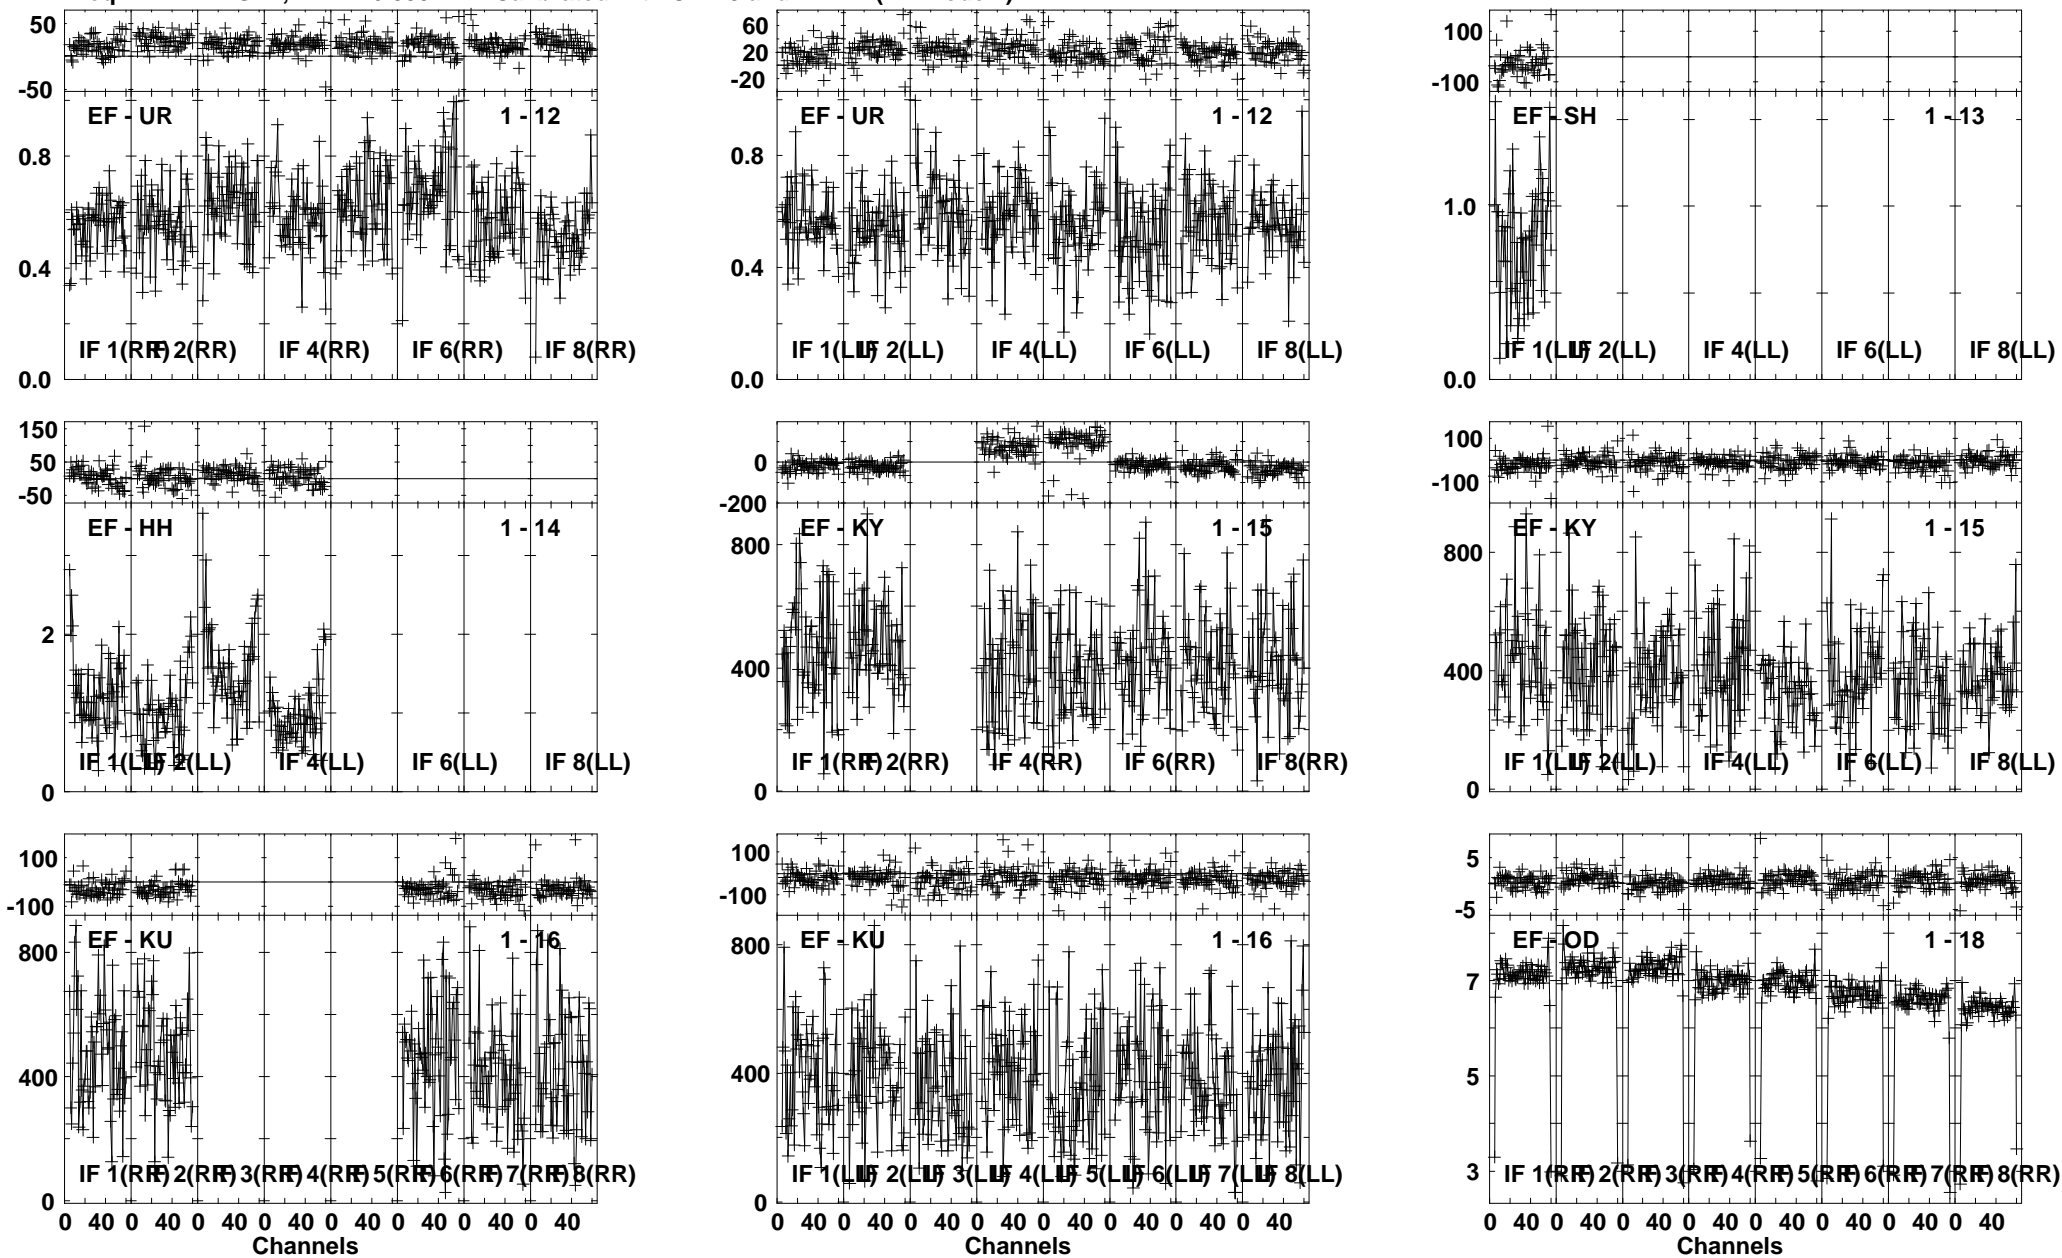 50
-50
EF - UR
1 - 12
0.8
0.4
0.0
IF 1(RR)
IF 2(RR)
IF 4(RR)
IF 6(RR)
IF 8(RR)
60
20
-20
EF - UR
1 - 12
0.8
0.4
0.0
IF 1(LL)
IF 2(LL)
IF 4(LL)
IF 6(LL)
IF 8(LL)
100
-100
EF - SH
1 - 13
1.0
0.0
IF 1(LL)
IF 2(LL)
IF 4(LL)
IF 6(LL)
IF 8(LL)
150
50
-50
EF - HH
1 - 14
2
0
IF 1(LL)
IF 2(LL)
IF 4(LL)
IF 6(LL)
IF 8(LL)
0
-200
EF - KY
1 - 15
800
400
0
IF 1(RR)
IF 2(RR)
IF 4(RR)
IF 6(RR)
IF 8(RR)
100
-100
EF - KY
1 - 15
800
400
0
IF 1(LL)
IF 2(LL)
IF 4(LL)
IF 6(LL)
IF 8(LL)
100
-100
EF - KU
1 - 16
800
400
0
IF 1(RR)
IF 2(RR)
IF 3(RR)
IF 4(RR)
IF 5(RR)
IF 6(RR)
IF 7(RR)
IF 8(RR)
0 40 0 40 0 40 0 40 0 40 0 40 0 40 0 40
Channels
100
-100
EF - KU
1 - 16
800
400
0
IF 1(LL)
IF 2(LL)
IF 3(LL)
IF 4(LL)
IF 5(LL)
IF 6(LL)
IF 7(LL)
IF 8(LL)
0 40 0 40 0 40 0 40 0 40 0 40 0 40 0 40
Channels
5
-5
EF - OD
1 - 18
7
5
3
IF 1(RR)
IF 2(RR)
IF 3(RR)
IF 4(RR)
IF 5(RR)
IF 6(RR)
IF 7(RR)
IF 8(RR)
0 40 0 40 0 40 0 40 0 40 0 40 0 40 0 40
Channels